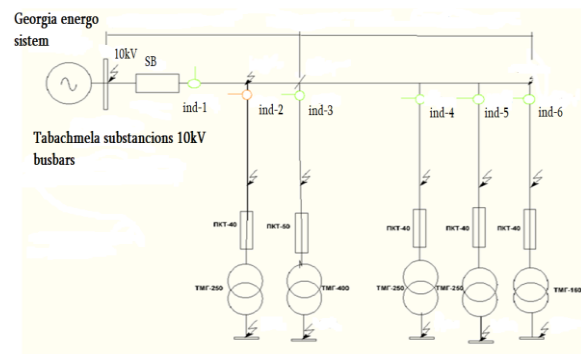 Georgia energo
sistem
10kV
SB
ind-1
ind-2
ind-3
ind-4
ind-5
ind-6
Tabachmela substancions 10kV
busbars
ПКТ-40
ПКТ-50
ПКТ-40
ПКТ-40
ПКТ-40
ТМГ-250
ТМГ-400
ТМГ-250
ТМГ-250
ТМГ-160